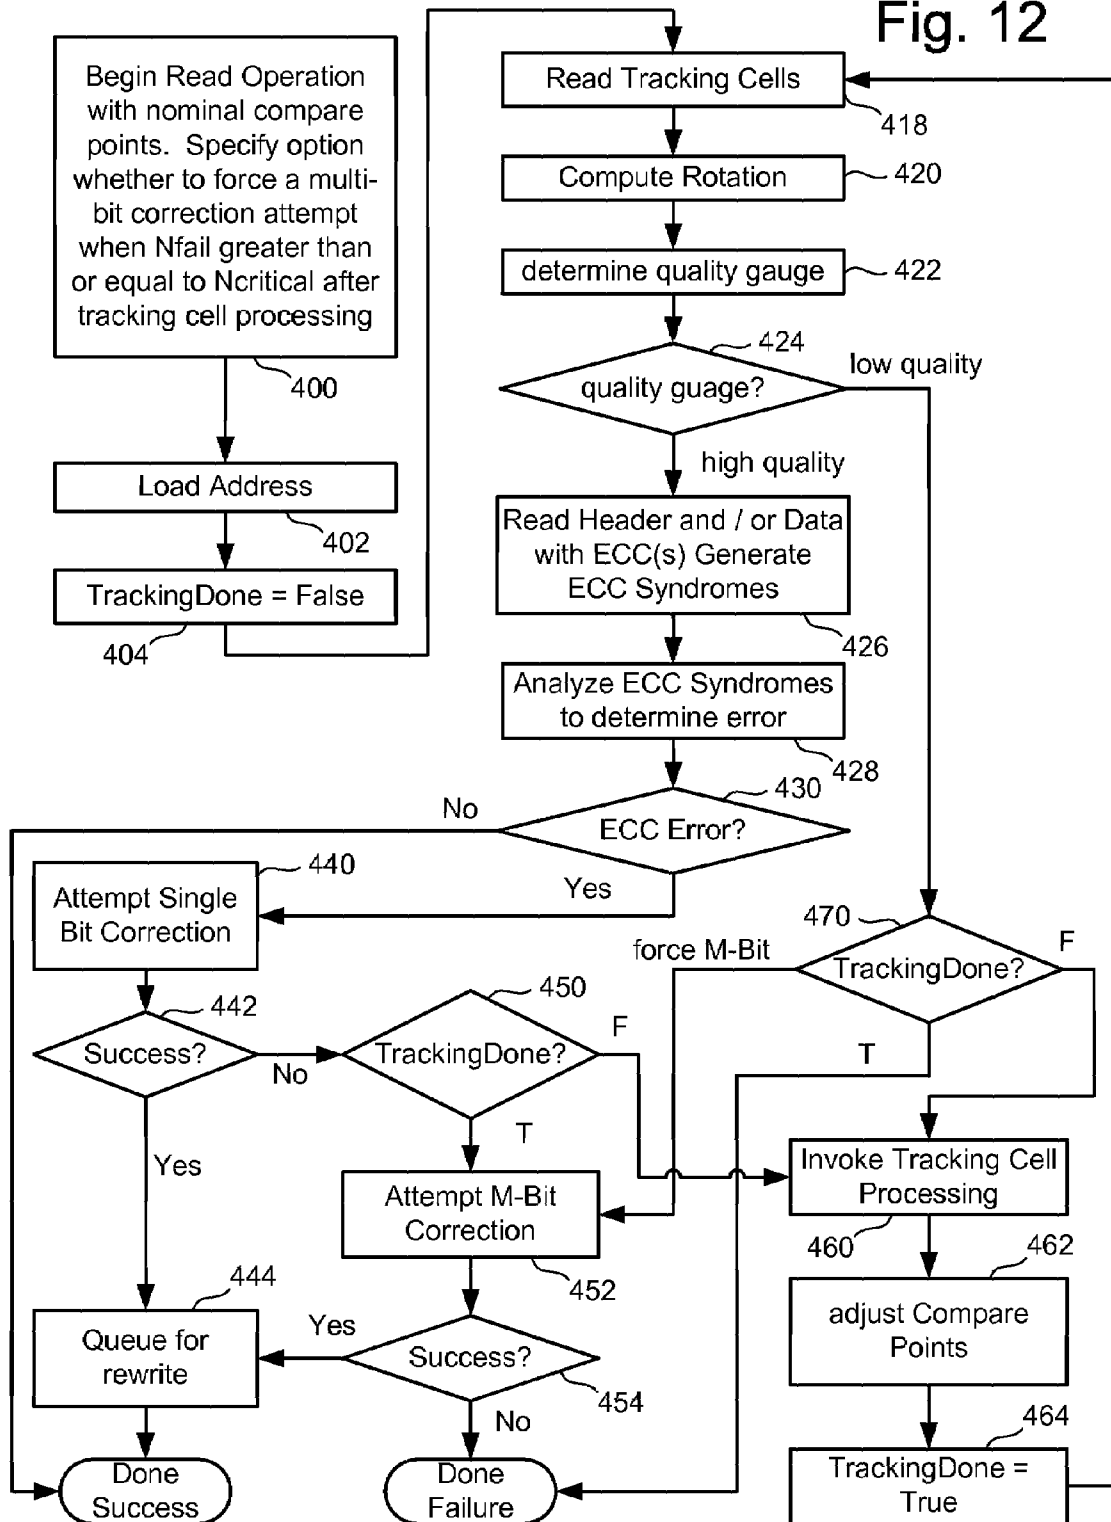 Fig. 12
Begin Read Operation
with nominal compare
points. Specify option
whether to force a multi-
bit correction attempt
when Nfail greater than
or equal to Ncritical after
tracking cell processing
400
Load Address
402
TrackingDone = False
404
Read Tracking Cells
418
Compute Rotation
420
determine quality gauge
422
424
quality guage?
low quality
high quality
Read Header and / or Data
with ECC(s) Generate
ECC Syndromes
426
Analyze ECC Syndromes
to determine error
428
430
ECC Error?
No
Yes
440
Attempt Single
Bit Correction
442
Success?
No
Yes
450
TrackingDone?
F
T
force M-Bit
470
TrackingDone?
F
T
Attempt M-Bit
Correction
452
Invoke Tracking Cell
Processing
460
462
adjust Compare
Points
444
Queue for
rewrite
Yes
Success?
454
No
464
TrackingDone =
True
Done
Success
Done
Failure